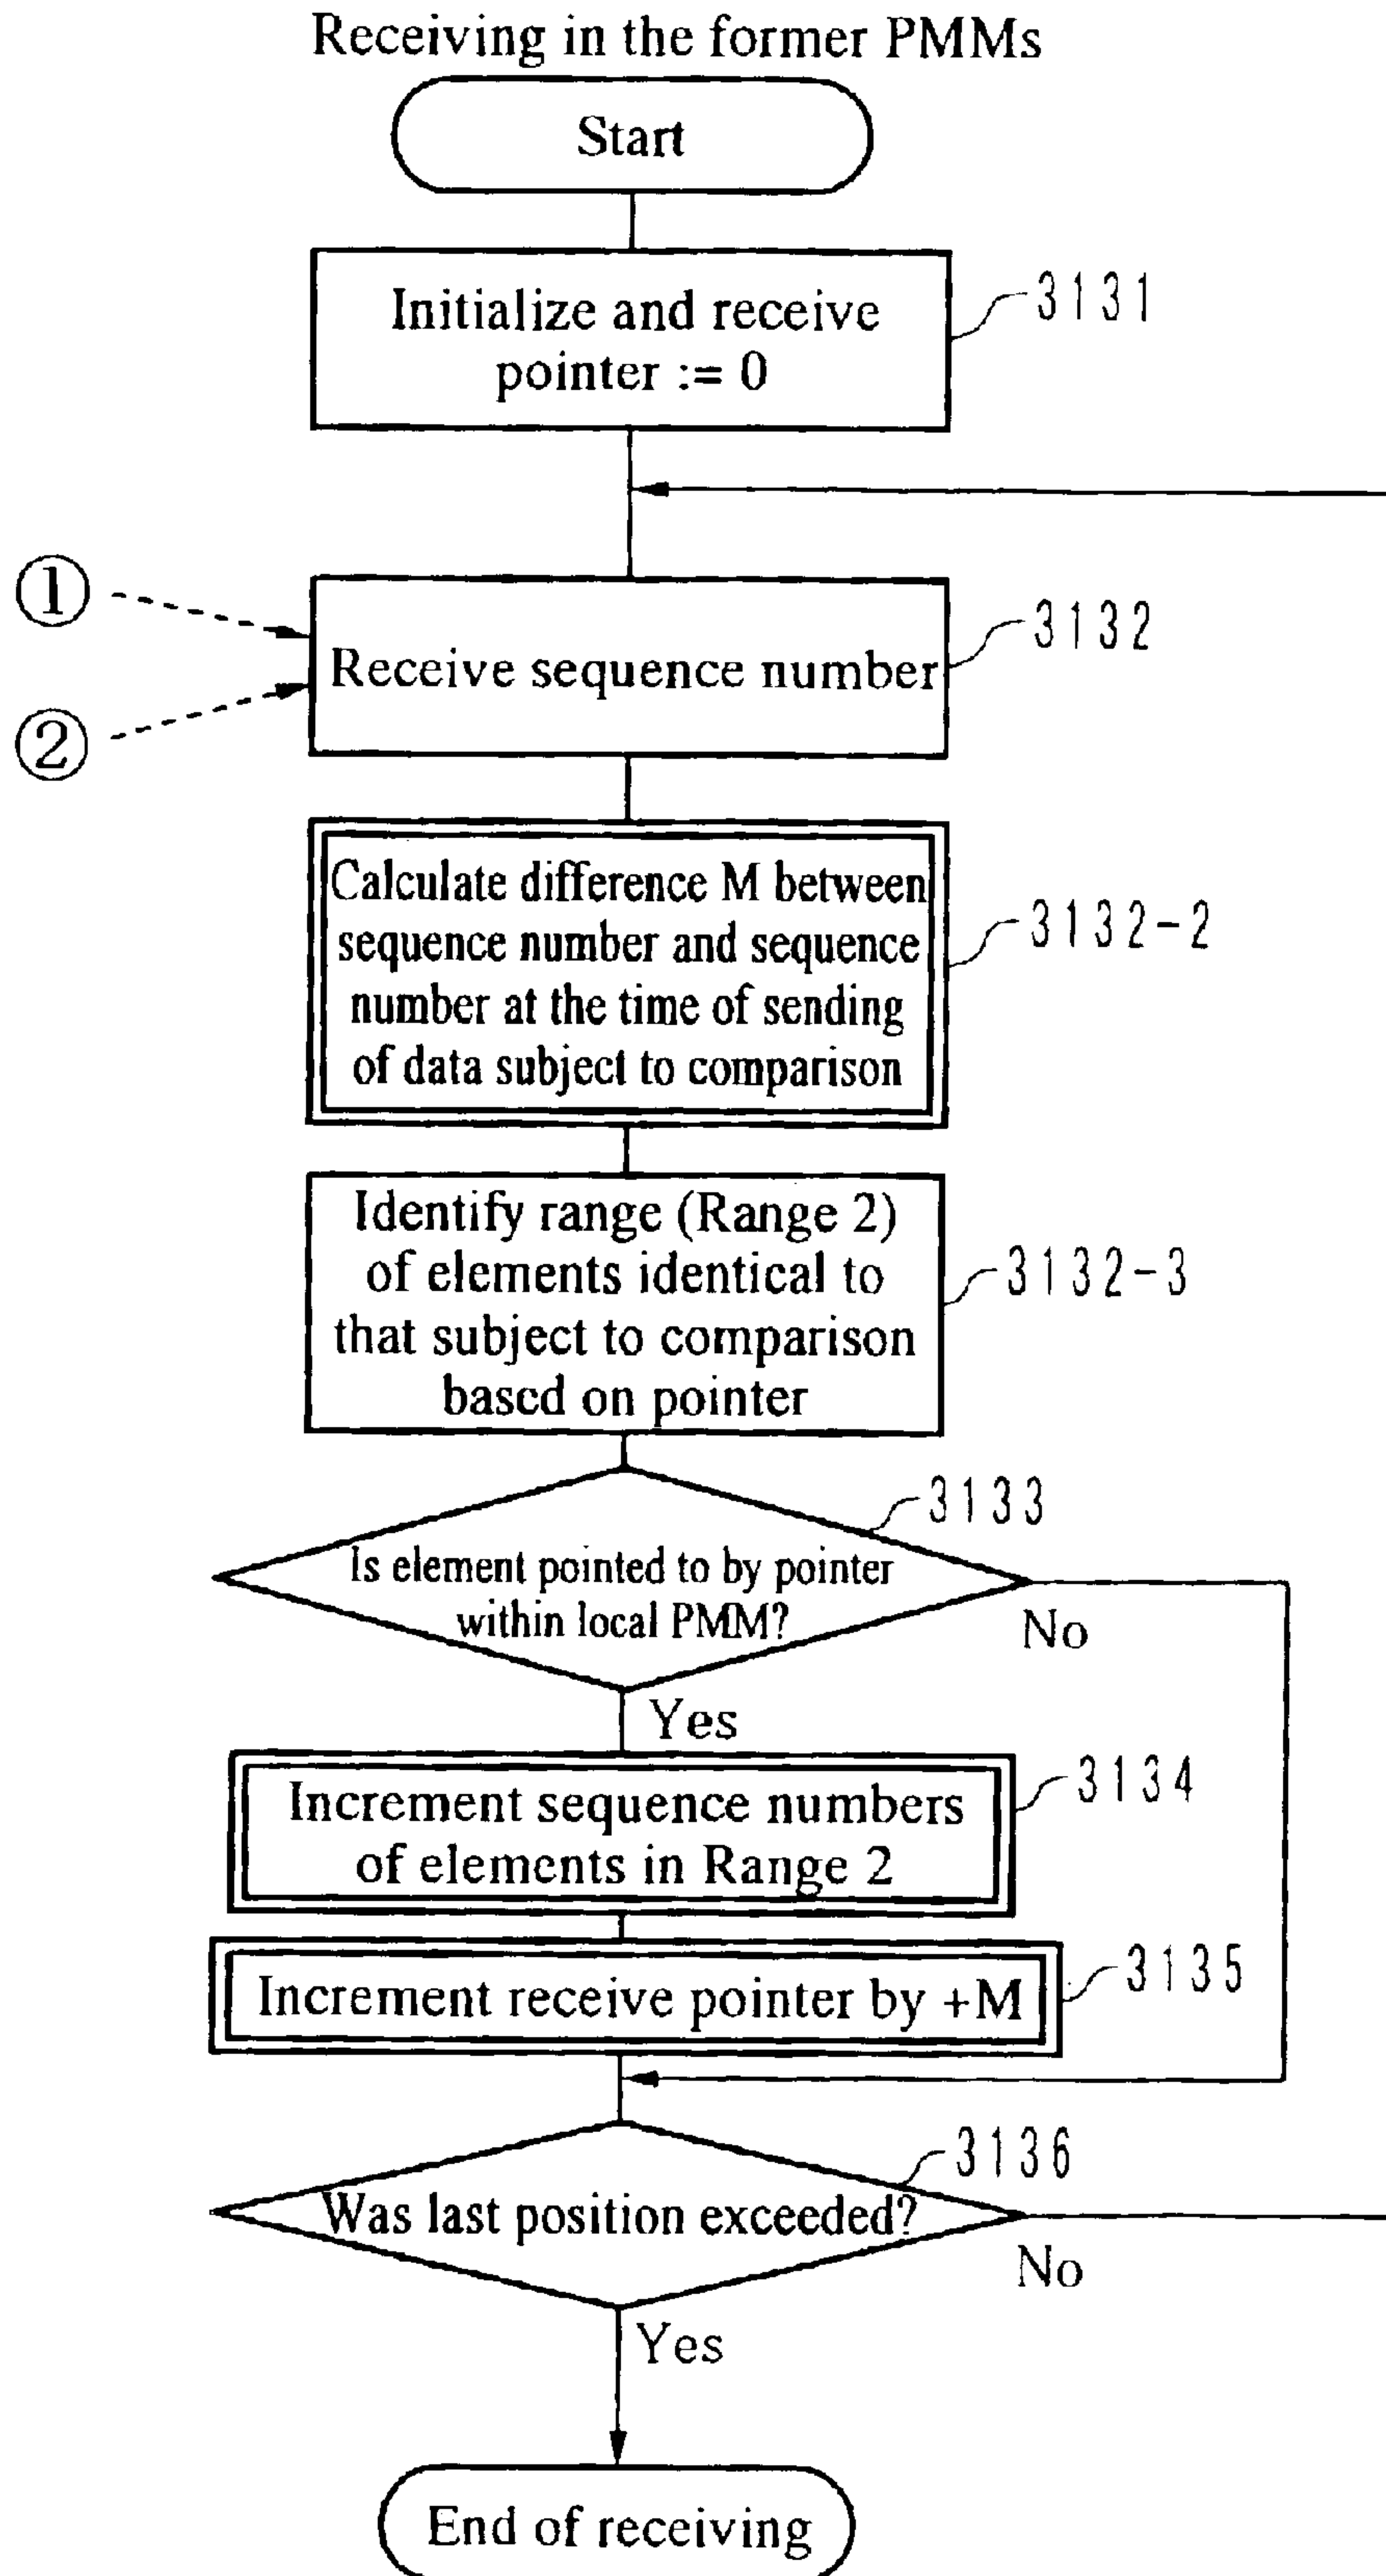 Receiving in the former PMMs
Start
Initialize and receive
pointer := 0
3131
①
②
Receive sequence number
3132
Calculate difference M between
sequence number and sequence
number at the time of sending
of data subject to comparison
3132-2
Identify range (Range 2)
of elements identical to
that subject to comparison
based on pointer
3132-3
3133
Is element pointed to by pointer
within local PMM?
No
Yes
Increment sequence numbers
of elements in Range 2
3134
Increment receive pointer by +M
3135
3136
Was last position exceeded?
No
Yes
End of receiving